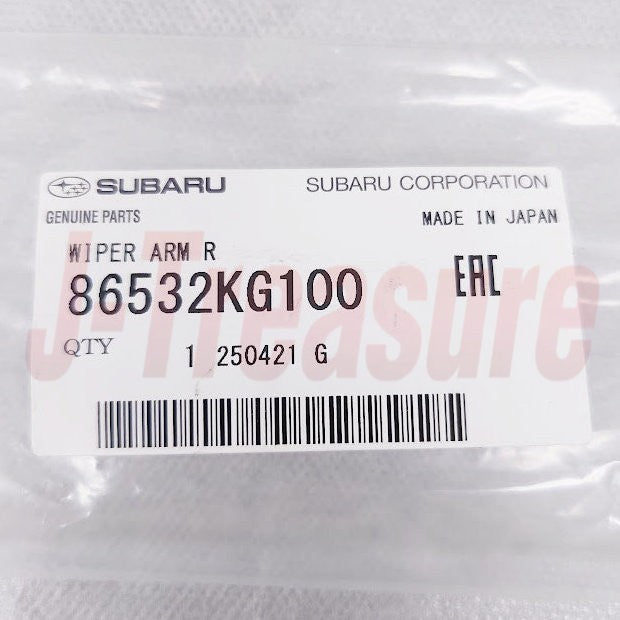 SUBARU SUBARU CORPORATION
GENUINE PARTS MADE IN JAPAN
WIPER ARM R
86532KG100 EAC
QTY 1 250421 G
J-Treasure